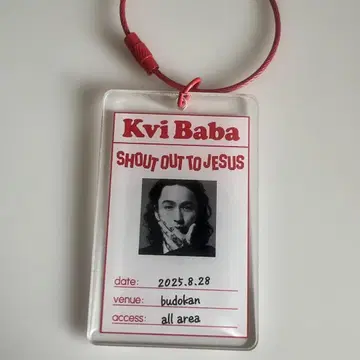 Kvi Baba
SHOUT OUT TO JESUS
date: 2025.8.28
venue: budokan
access: all area